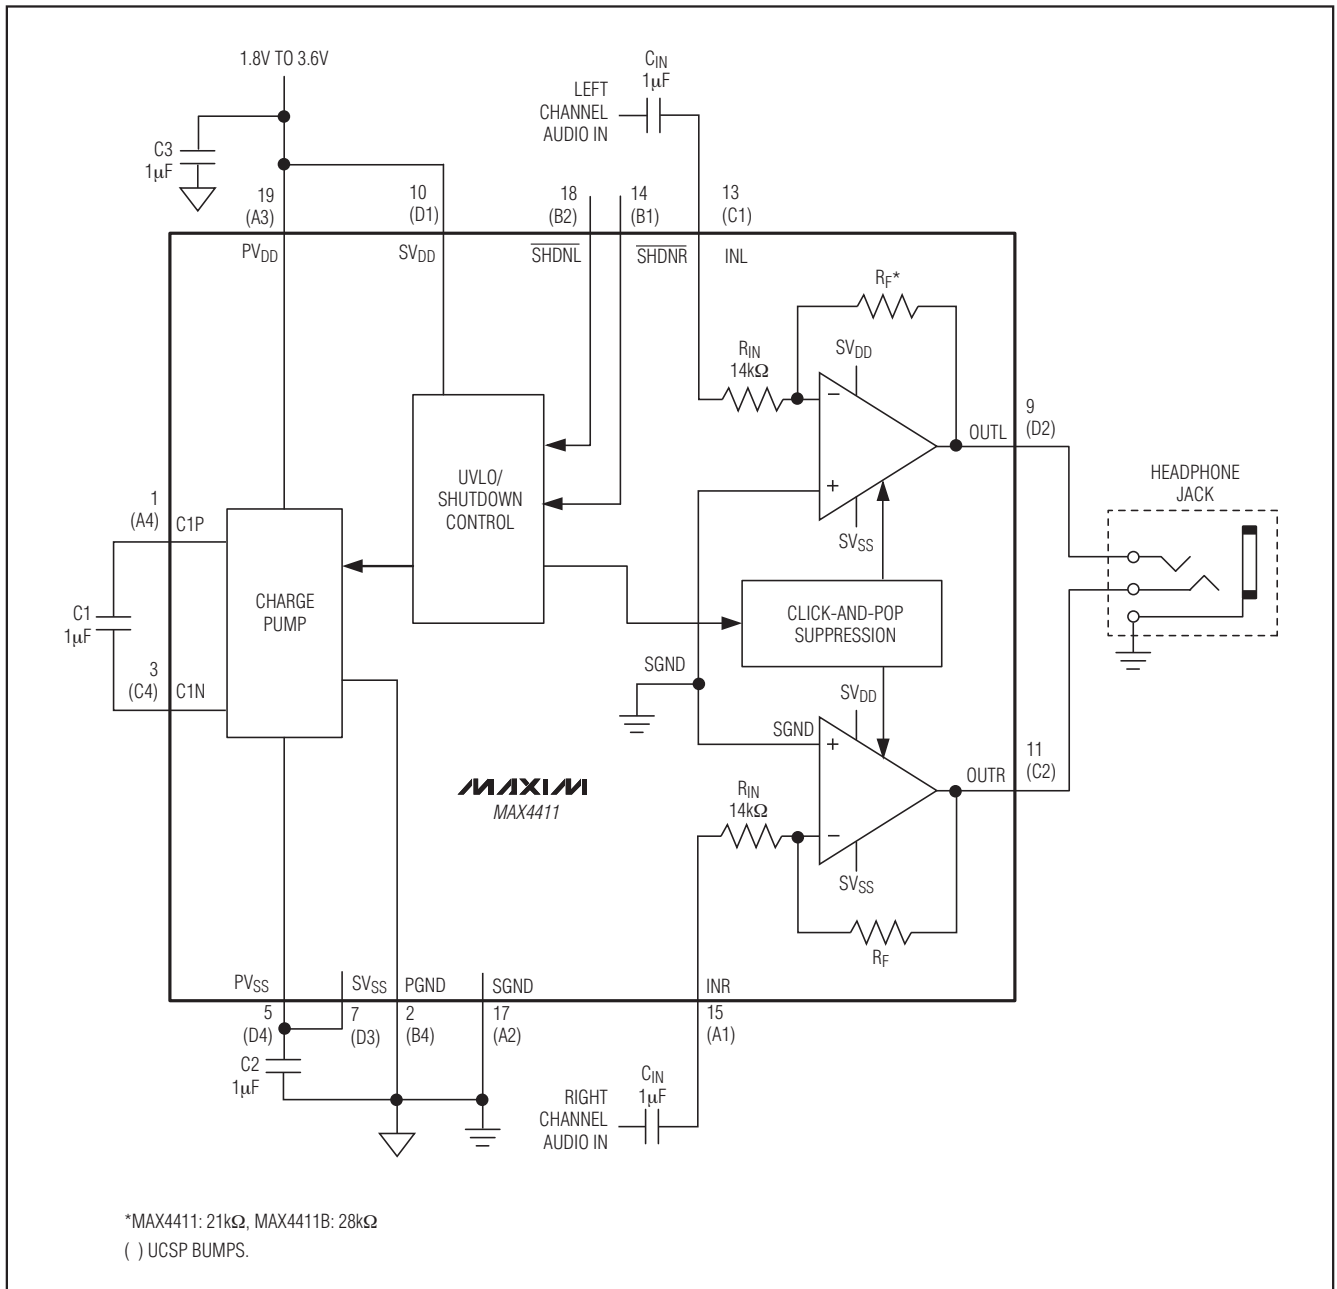 1.8V TO 3.6V
CIN
1µF
LEFT
CHANNEL
AUDIO IN
C3
1µF
19
(A3)
10
(D1)
18
(B2)
14
(B1)
13
(C1)
PVDD
SVDD
SHDNL
SHDNR
INL
RF*
RIN
14kΩ
SVDD
−
+
SVSS
OUTL
9
(D2)
HEADPHONE
JACK
UVLO/
SHUTDOWN
CONTROL
1
(A4)
C1P
CHARGE
PUMP
C1
1µF
3
(C4)
C1N
CLICK-AND-POP
SUPPRESSION
SGND
SVDD
SGND
+
−
SVSS
OUTR
11
(C2)
RIN
14kΩ
RF
MAXIM
MAX4411
PVSS
SVSS
PGND
SGND
INR
5
(D4)
7
(D3)
2
(B4)
17
(A2)
15
(A1)
C2
1µF
CIN
1µF
RIGHT
CHANNEL
AUDIO IN
*MAX4411: 21kΩ, MAX4411B: 28kΩ
( ) UCSP BUMPS.